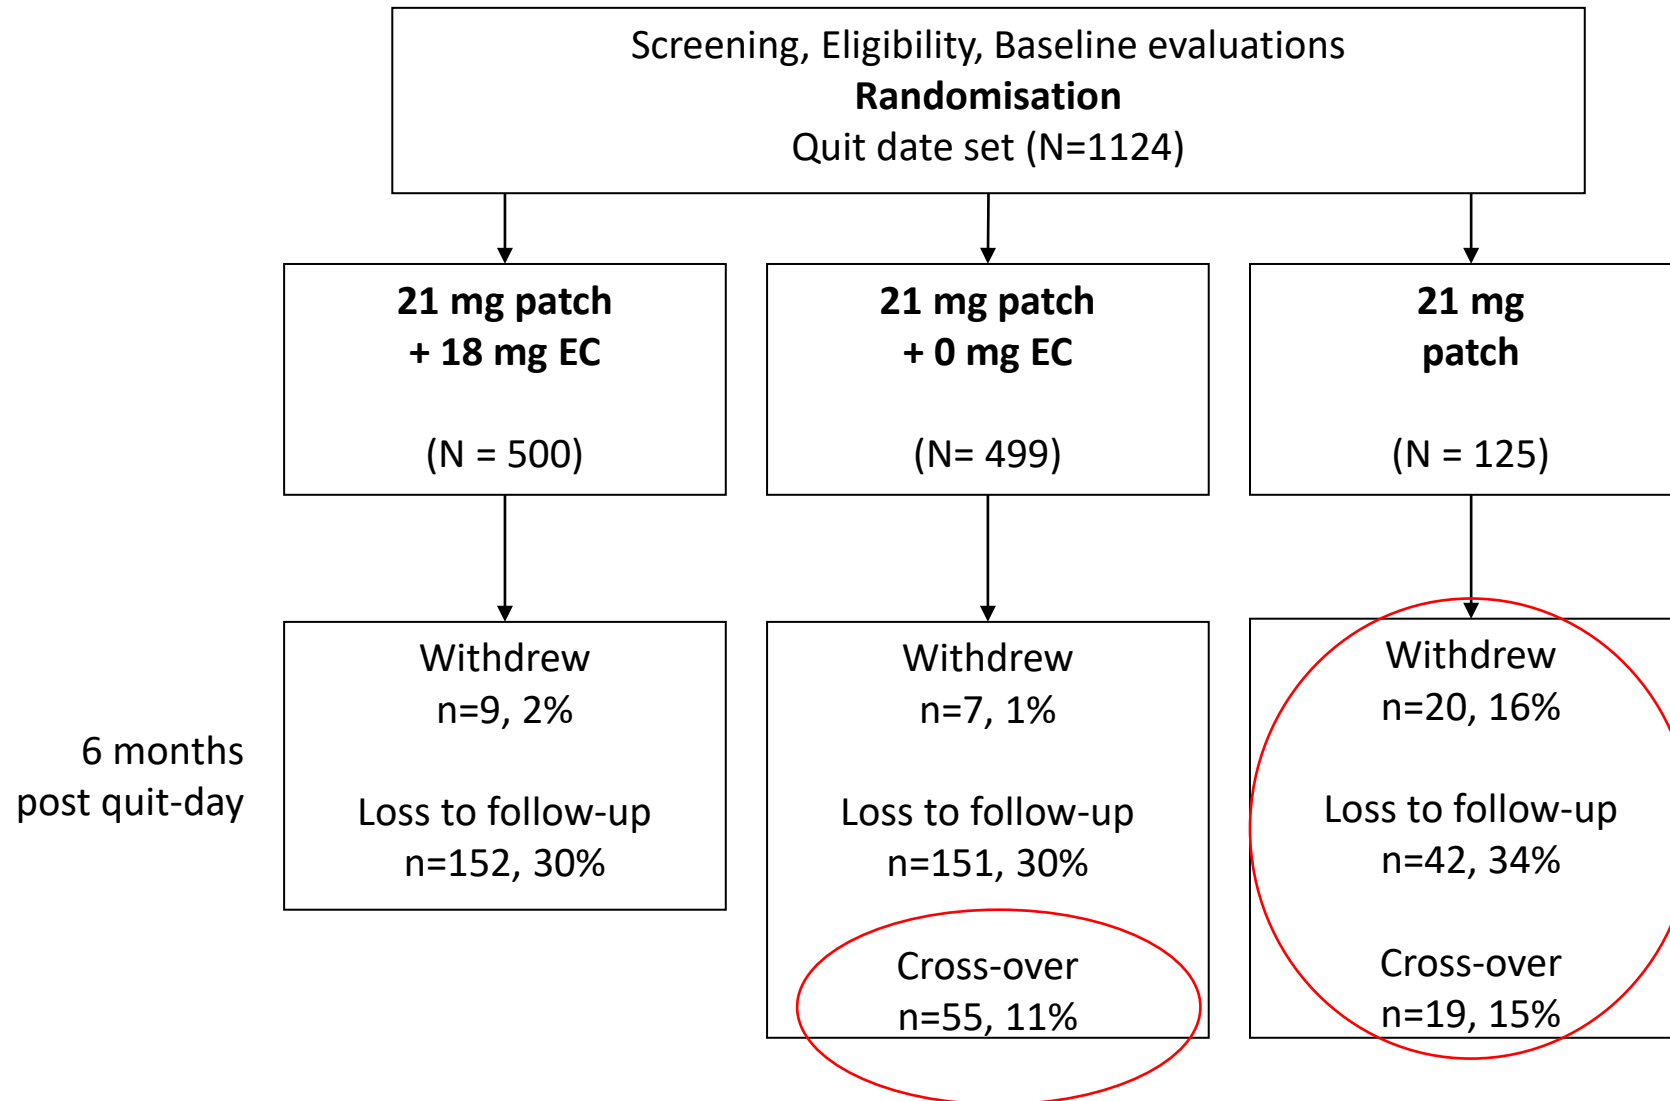 Screening, Eligibility, Baseline evaluations
Randomisation
Quit date set (N=1124)
21 mg patch
+ 18 mg EC
(N = 500)
21 mg patch
+ 0 mg EC
(N= 499)
21 mg
patch
(N = 125)
6 months
post quit-day
Withdrew
n=9, 2%
Loss to follow-up
n=152, 30%
Withdrew
n=7, 1%
Loss to follow-up
n=151, 30%
Cross-over
n=55, 11%
Withdrew
n=20, 16%
Loss to follow-up
n=42, 34%
Cross-over
n=19, 15%